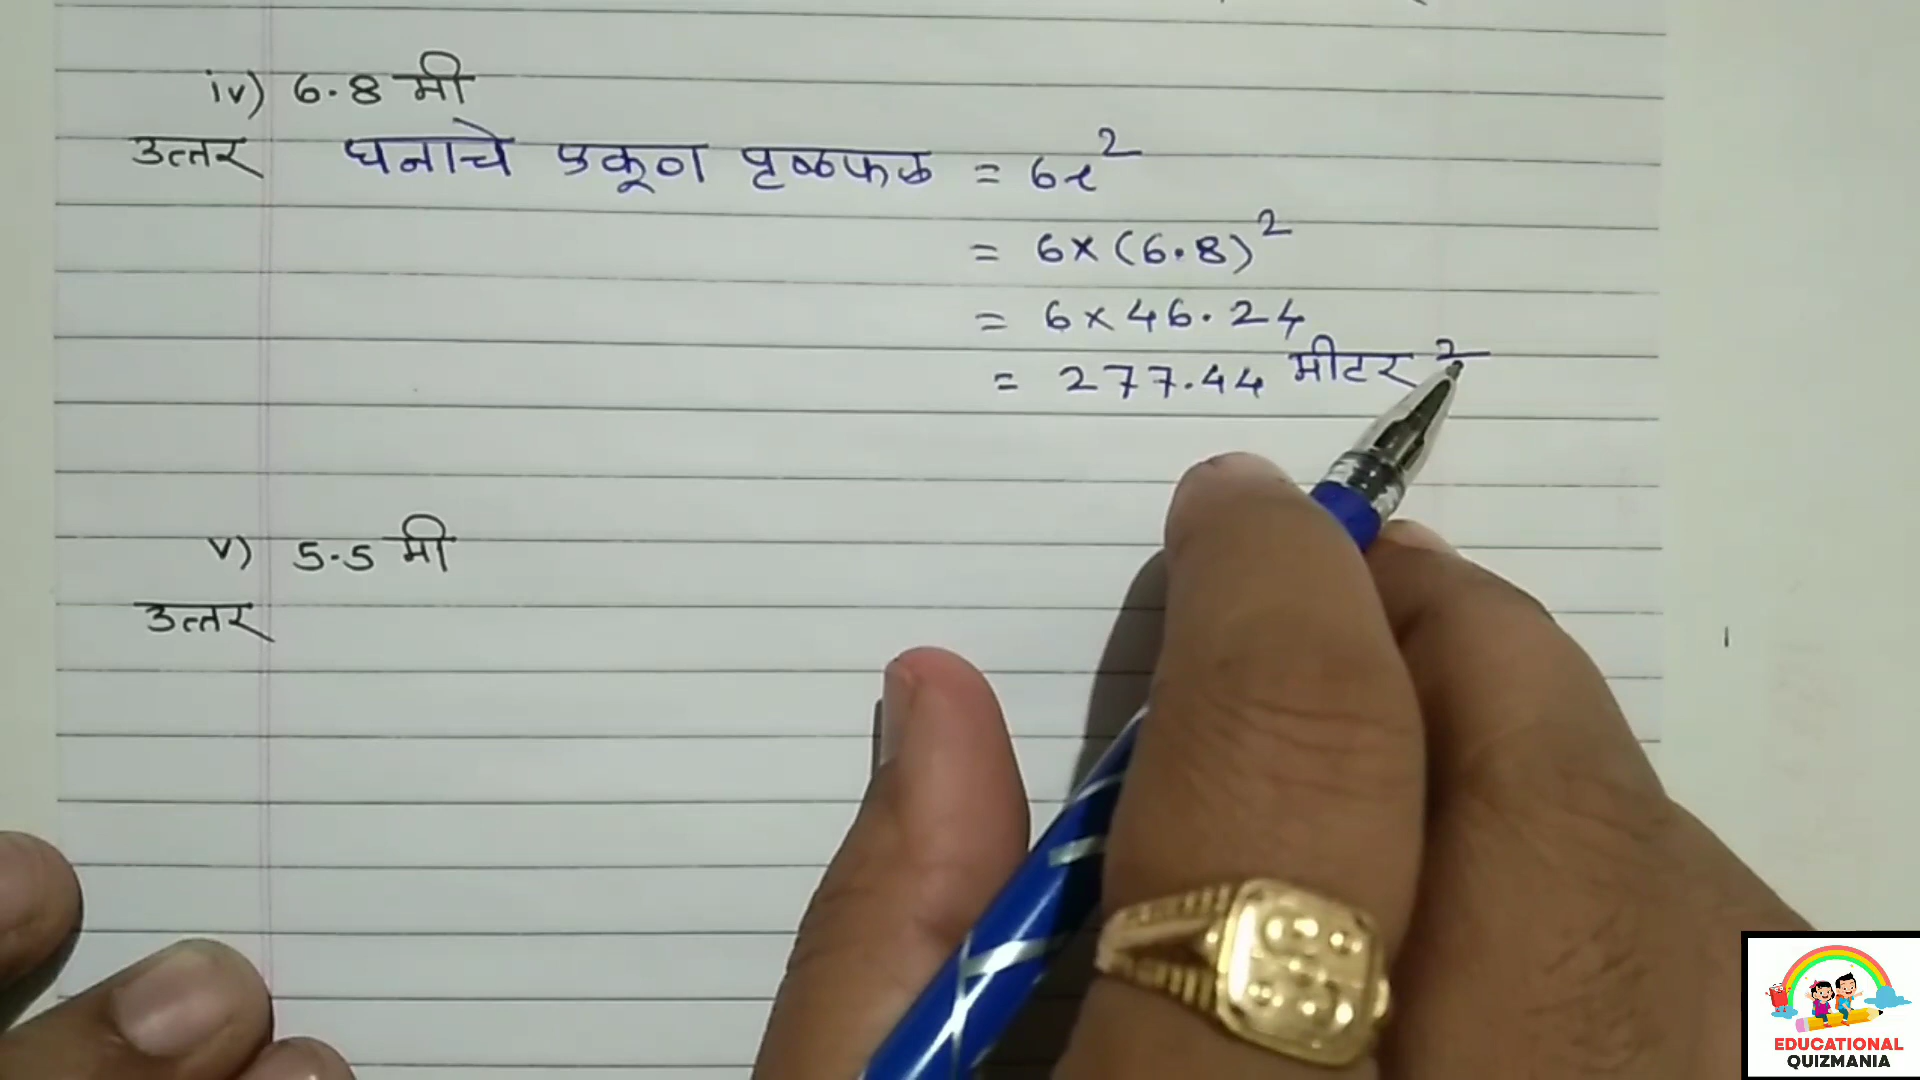 iv) 6.8 मी
उत्तर घनाचे एकूण पृष्ठफळ = 6l²
= 6×(6.8)²
= 6×46.24
= 277.44 मीटर²
v) 5.5 मी
उत्तर
EDUCATIONAL
QUIZMANIA